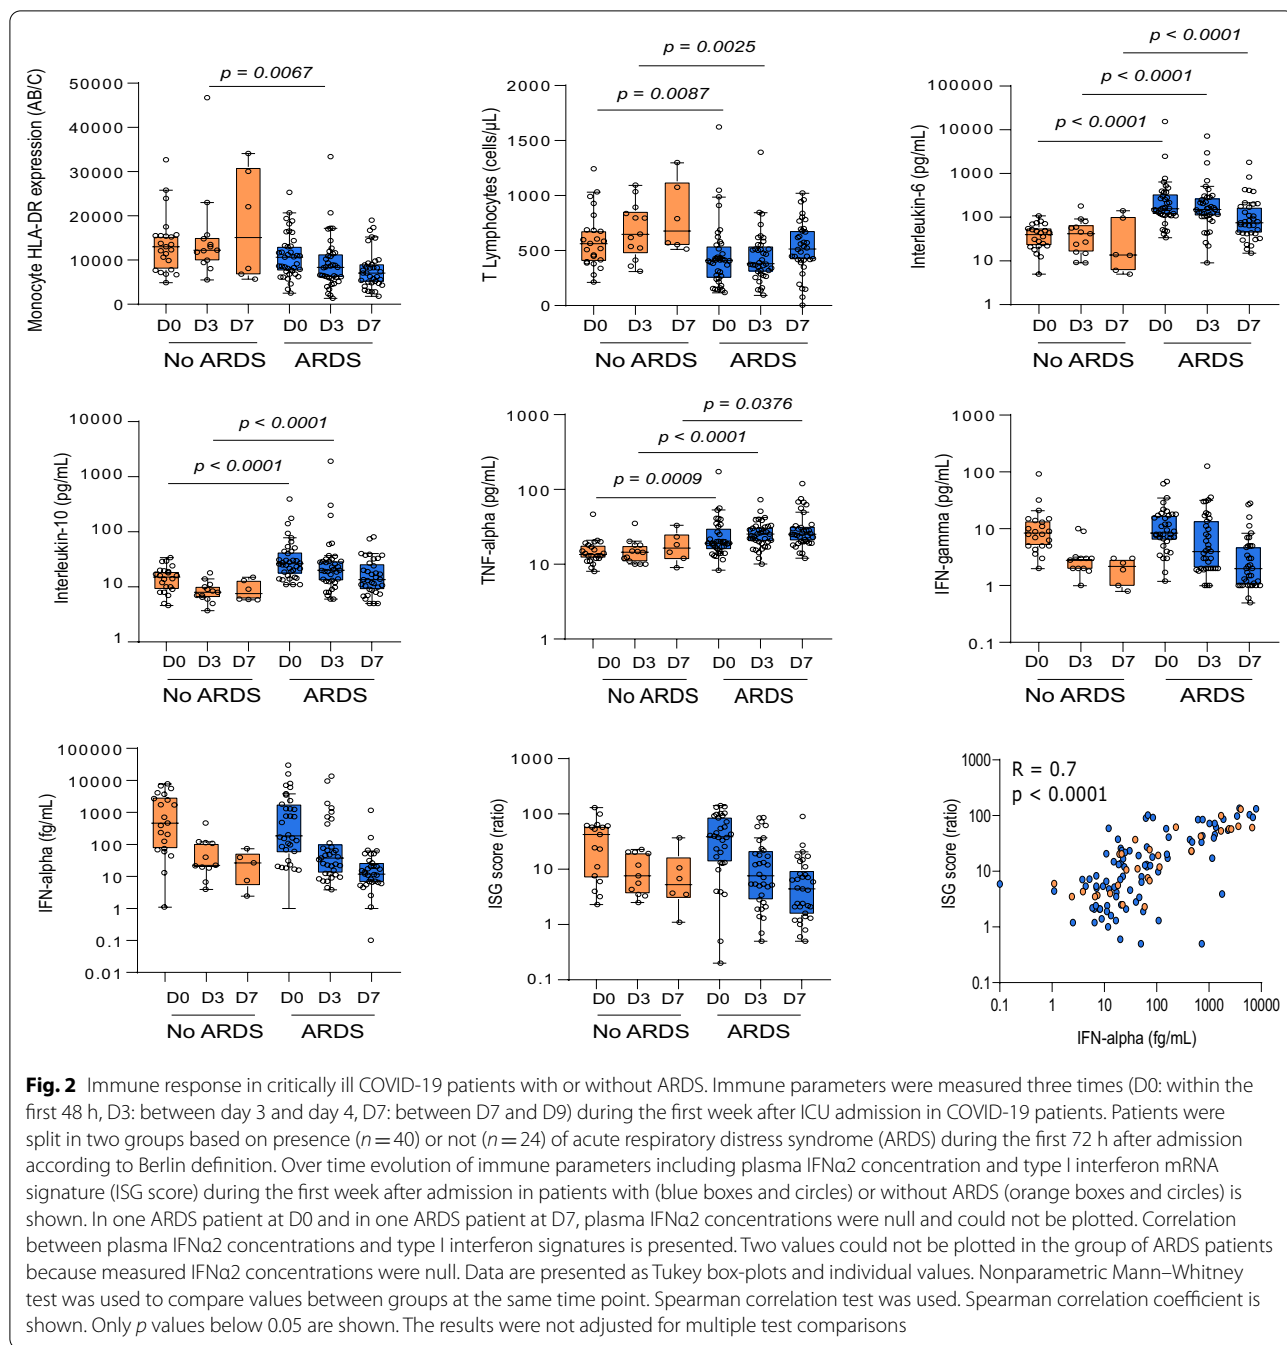 p = 0.0067
Monocyte HLA-DR expression (AB/C)
50000
40000
30000
20000
10000
0
D0 D3 D7 D0 D3 D7
No ARDS ARDS
p = 0.0025
p = 0.0087
T Lymphocytes (cells/µL)
2000
1500
1000
500
0
D0 D3 D7 D0 D3 D7
No ARDS ARDS
p < 0.0001
p < 0.0001
p < 0.0001
Interleukin-6 (pg/mL)
100000
10000
1000
100
10
1
D0 D3 D7 D0 D3 D7
No ARDS ARDS
p < 0.0001
p < 0.0001
Interleukin-10 (pg/mL)
10000
1000
100
10
1
D0 D3 D7 D0 D3 D7
No ARDS ARDS
p = 0.0376
p < 0.0001
p = 0.0009
TNF-alpha (pg/mL)
1000
100
10
1
D0 D3 D7 D0 D3 D7
No ARDS ARDS
IFN-gamma (pg/mL)
1000
100
10
1
0.1
D0 D3 D7 D0 D3 D7
No ARDS ARDS
IFN-alpha (fg/mL)
100000
10000
1000
100
10
1
0.1
0.01
D0 D3 D7 D0 D3 D7
No ARDS ARDS
ISG score (ratio)
1000
100
10
1
0.1
D0 D3 D7 D0 D3 D7
No ARDS ARDS
R = 0.7
p < 0.0001
ISG score (ratio)
1000
100
10
1
0.1
0.1 1 10 100 1000 10000
IFN-alpha (fg/mL)
Fig. 2 Immune response in critically ill COVID-19 patients with or without ARDS. Immune parameters were measured three times (D0: within the
first 48 h, D3: between day 3 and day 4, D7: between D7 and D9) during the first week after ICU admission in COVID-19 patients. Patients were
split in two groups based on presence (n = 40) or not (n = 24) of acute respiratory distress syndrome (ARDS) during the first 72 h after admission
according to Berlin definition. Over time evolution of immune parameters including plasma IFNα2 concentration and type I interferon mRNA
signature (ISG score) during the first week after admission in patients with (blue boxes and circles) or without ARDS (orange boxes and circles) is
shown. In one ARDS patient at D0 and in one ARDS patient at D7, plasma IFNα2 concentrations were null and could not be plotted. Correlation
between plasma IFNα2 concentrations and type I interferon signatures is presented. Two values could not be plotted in the group of ARDS patients
because measured IFNα2 concentrations were null. Data are presented as Tukey box-plots and individual values. Nonparametric Mann–Whitney
test was used to compare values between groups at the same time point. Spearman correlation test was used. Spearman correlation coefficient is
shown. Only p values below 0.05 are shown. The results were not adjusted for multiple test comparisons